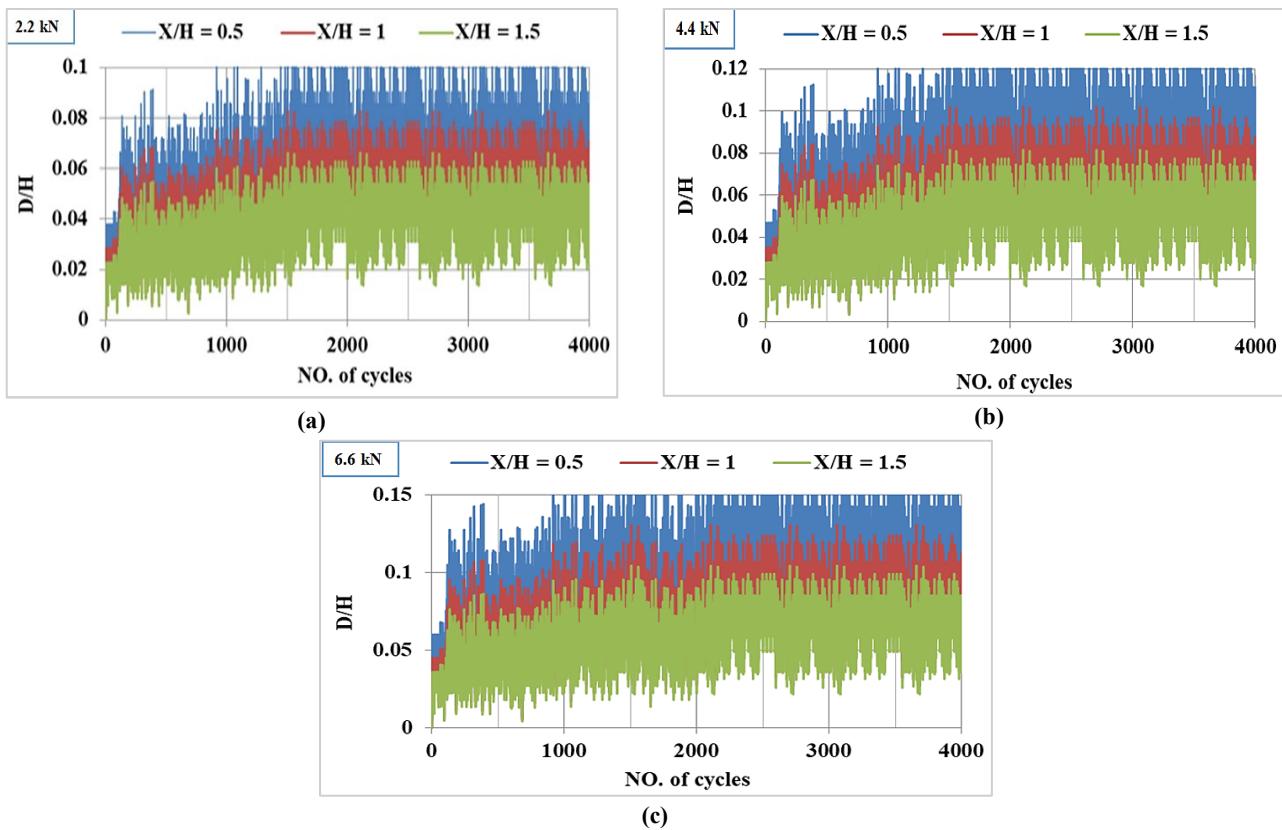 2.2 kN
X/H = 0.5 X/H = 1 X/H = 1.5
0.1
0.08
0.06
0.04
0.02
0
D/H
0 1000 2000 3000 4000
NO. of cycles
(a)
4.4 kN
X/H = 0.5 X/H = 1 X/H = 1.5
0.12
0.1
0.08
0.06
0.04
0.02
0
D/H
0 1000 2000 3000 4000
NO. of cycles
(b)
6.6 kN
X/H = 0.5 X/H = 1 X/H = 1.5
0.15
0.1
0.05
0
D/H
0 1000 2000 3000 4000
NO. of cycles
(c)